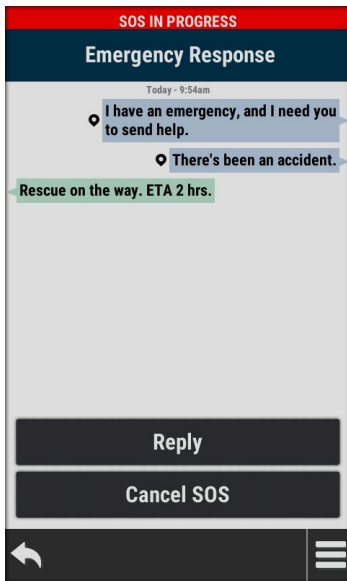 SOS IN PROGRESS
Emergency Response
Today - 9:54am
I have an emergency, and I need you
to send help.
There's been an accident.
Rescue on the way. ETA 2 hrs.
Reply
Cancel SOS